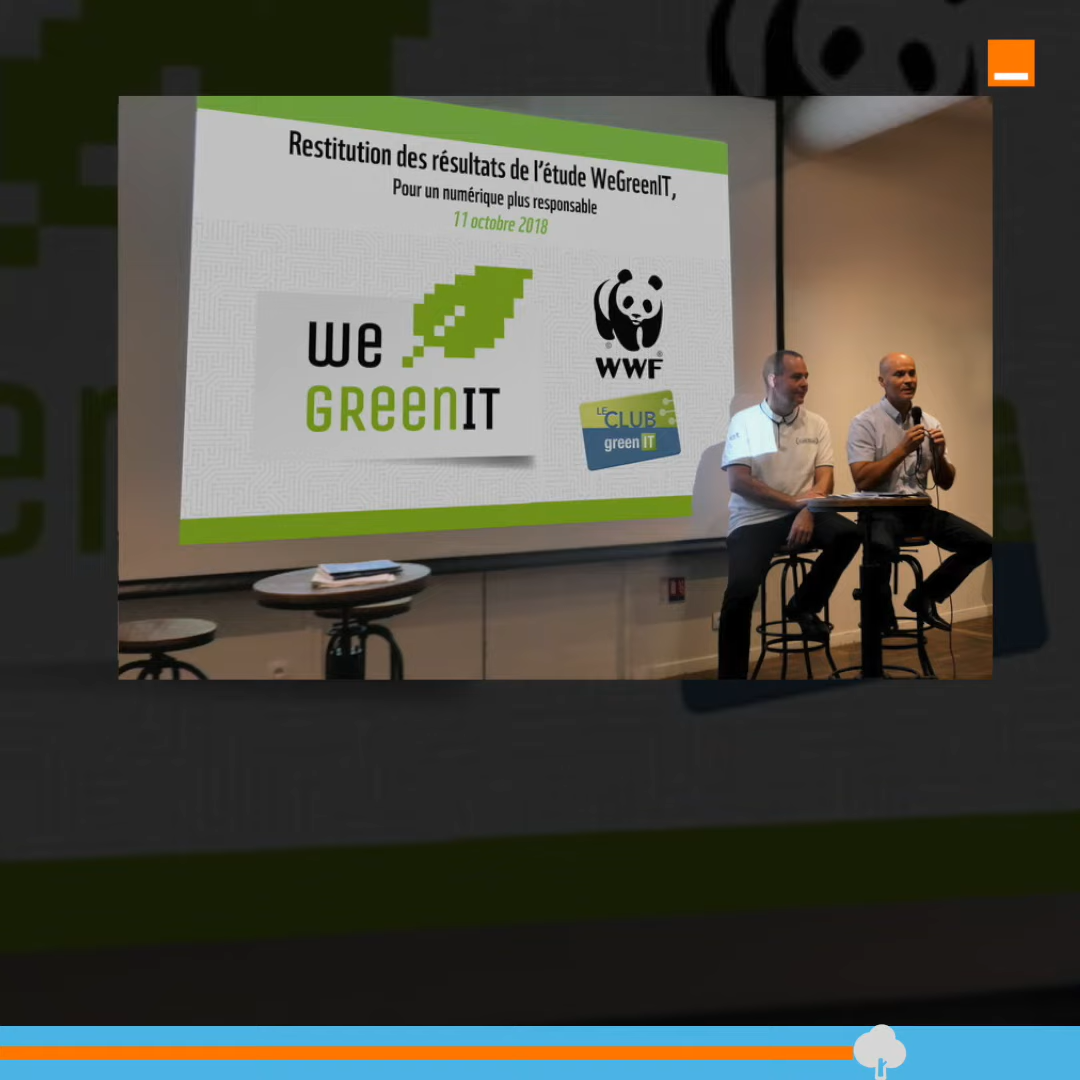 Restitution des résultats de l'étude WeGreenIT,
Pour un numérique plus responsable
11 octobre 2018
we
GReenIT
WWF
LE CLUB
green IT